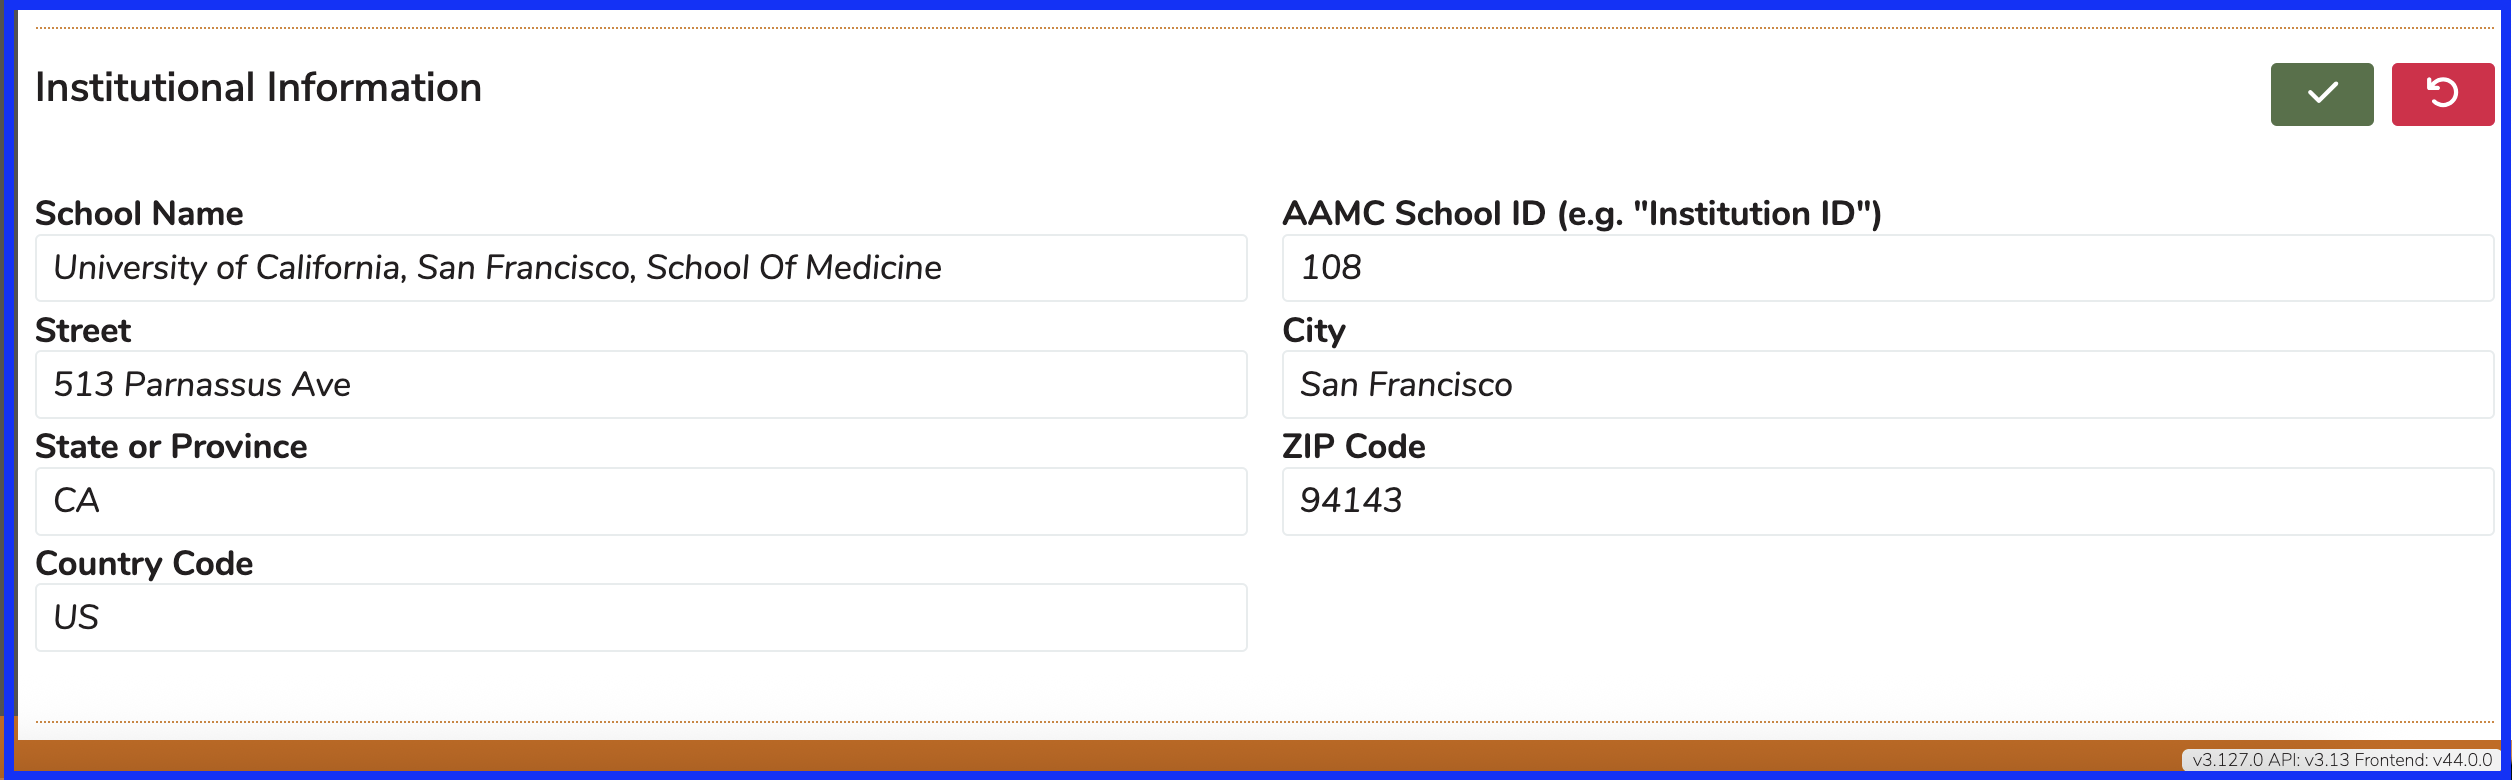 Institutional Information
School Name
AAMC School ID (e.g. "Institution ID")
University of California, San Francisco, School Of Medicine
108
Street
City
513 Parnassus Ave
San Francisco
State or Province
ZIP Code
CA
94143
Country Code
US
v3.127.0 API: v3.13 Frontend: v44.0.0